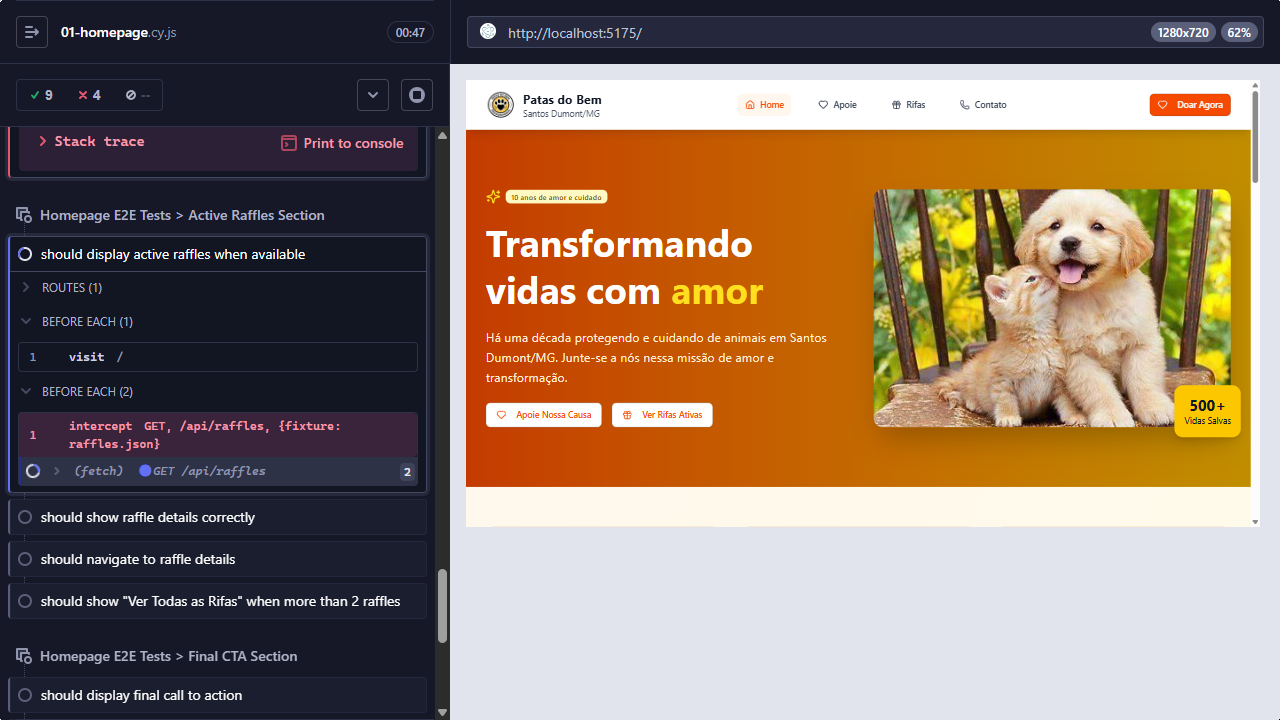 01-homepage.cy.js
00:47
9
4
--
Stack trace
Print to console
Homepage E2E Tests > Active Raffles Section
should display active raffles when available
ROUTES (1)
BEFORE EACH (1)
1 visit /
BEFORE EACH (2)
1 intercept GET, /api/raffles, {fixture:
raffles.json}
(fetch) GET /api/raffles 2
should show raffle details correctly
should navigate to raffle details
should show "Ver Todas as Rifas" when more than 2 raffles
Homepage E2E Tests > Final CTA Section
should display final call to action
http://localhost:5175/
1280x720
62%
Patas do Bem
Santos Dumont/MG
Home
Apoie
Rifas
Contato
Doar Agora
10 anos de amor e cuidado
Transformando
vidas com amor
Há uma década protegendo e cuidando de animais em Santos
Dumont/MG. Junte-se a nós nessa missão de amor e
transformação.
Apoie Nossa Causa
Ver Rifas Ativas
500+
Vidas Salvas